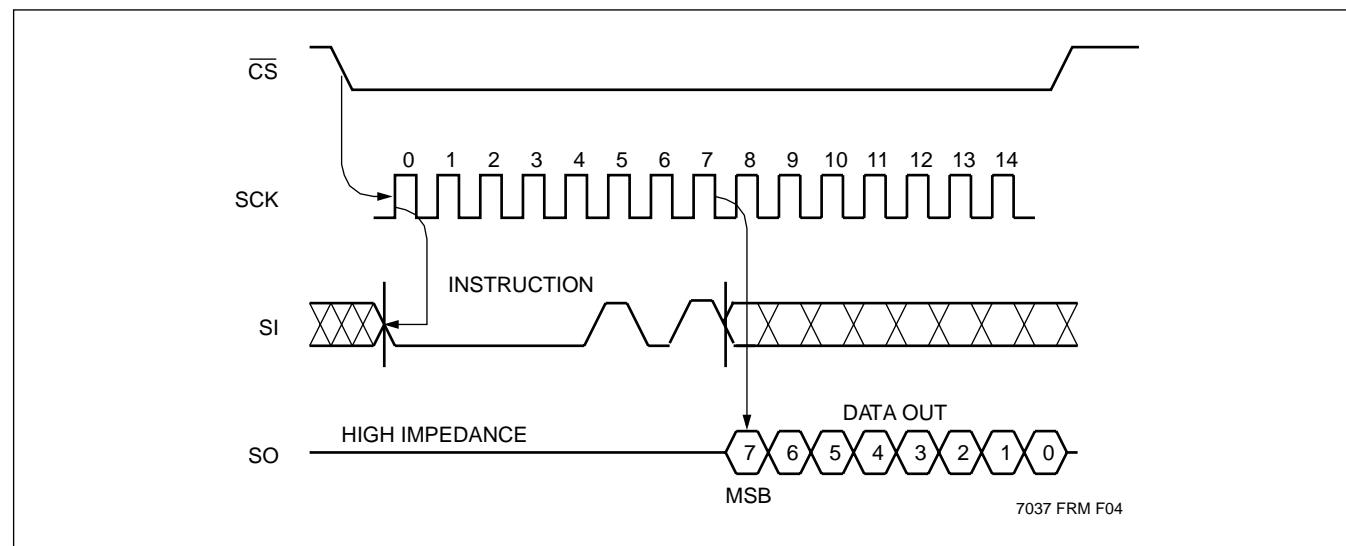 CS
0 1 2 3 4 5 6 7 8 9 10 11 12 13 14
SCK
INSTRUCTION
SI
DATA OUT
HIGH IMPEDANCE
SO
7 6 5 4 3 2 1 0
MSB
7037 FRM F04